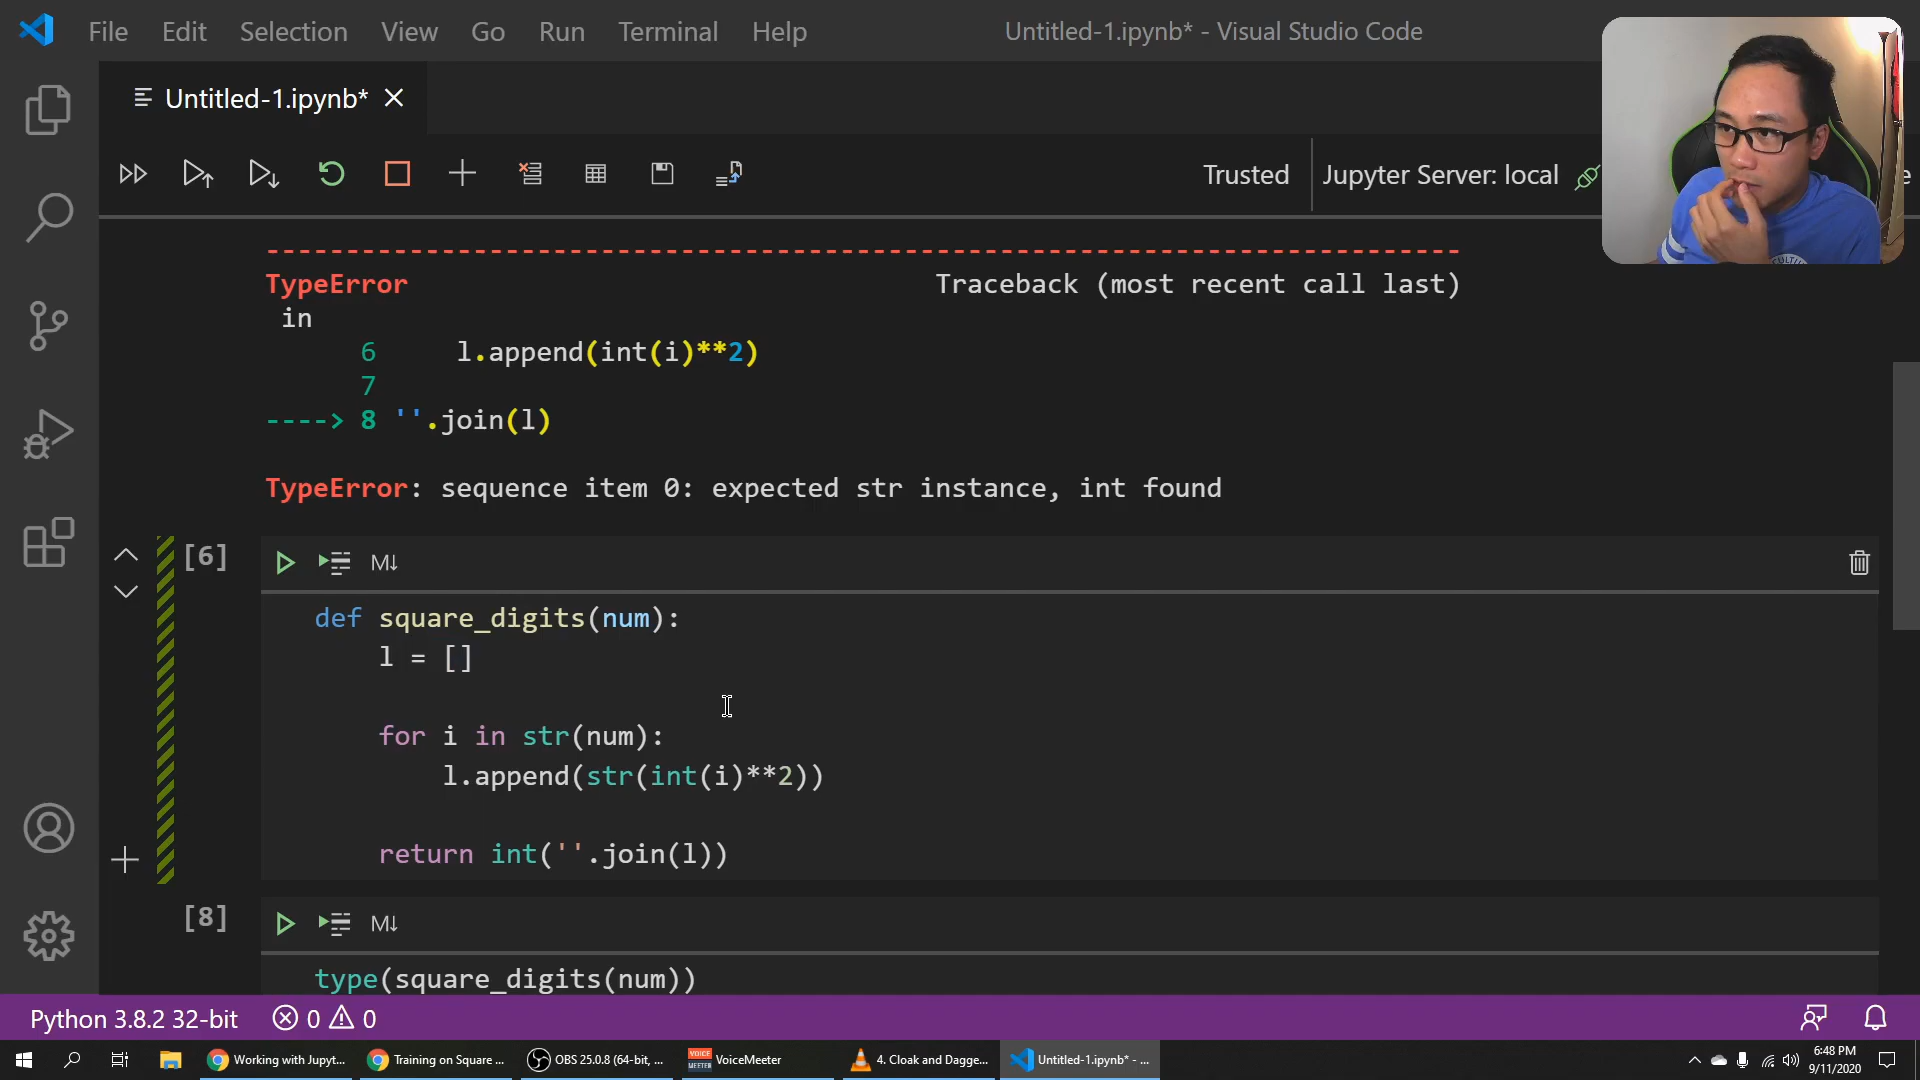 File Edit Selection View Go Run Terminal Help Untitled-1.ipynb* - Visual Studio Code
Untitled-1.ipynb*
Trusted Jupyter Server: local
TypeError Traceback (most recent call last)
in
6 l.append(int(i)**2)
7
----> 8 ''.join(l)
TypeError: sequence item 0: expected str instance, int found
[6] M↓
def square_digits(num):
l = []
for i in str(num):
l.append(str(int(i)**2))
return int(''.join(l))
[8] M↓
type(square_digits(num))
Python 3.8.2 32-bit 0 0
Working with Jupyt... Training on Square ... OBS 25.0.8 (64-bit, ... VOICE MEETER VoiceMeeter 4. Cloak and Dagge... Untitled-1.ipynb* - ...
6:48 PM
9/11/2020